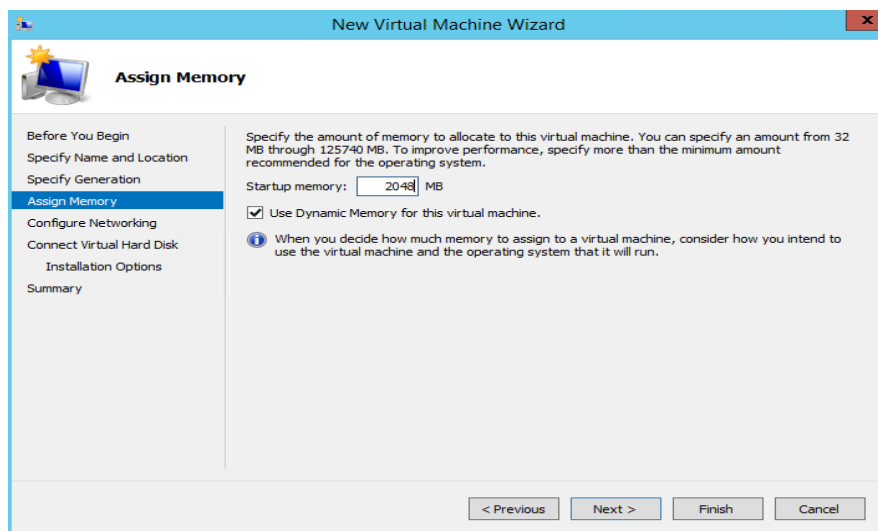 New Virtual Machine Wizard
x
Assign Memory
Before You Begin
Specify Name and Location
Specify Generation
Assign Memory
Configure Networking
Connect Virtual Hard Disk
Installation Options
Summary
Specify the amount of memory to allocate to this virtual machine. You can specify an amount from 32
MB through 125740 MB. To improve performance, specify more than the minimum amount
recommended for the operating system.
Startup memory: 2048 MB
Use Dynamic Memory for this virtual machine.
When you decide how much memory to assign to a virtual machine, consider how you intend to
use the virtual machine and the operating system that it will run.
< Previous Next > Finish Cancel